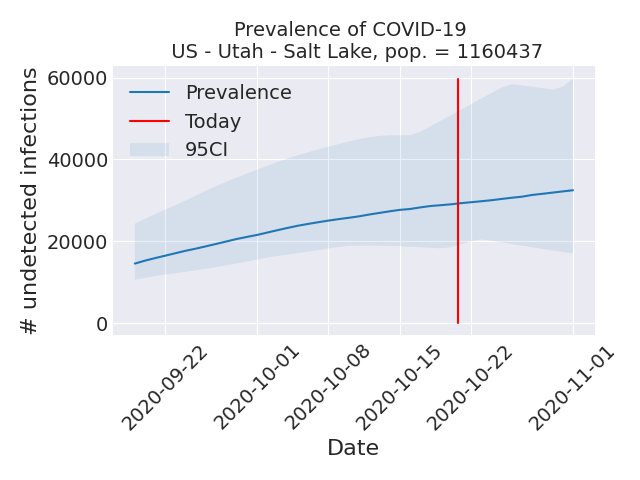 Prevalence of COVID-19
US - Utah - Salt Lake, pop. = 1160437
# undetected infections
60000
40000
20000
0
Prevalence
Today
95CI
2020-09-22
2020-10-01
2020-10-08
2020-10-15
2020-10-22
2020-11-01
Date